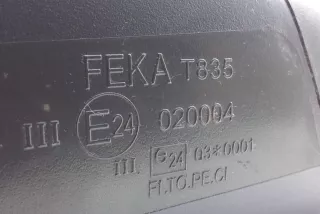 FEKA T835
III E24 020004
III e24 03*0001
FI.TO.PE.CI